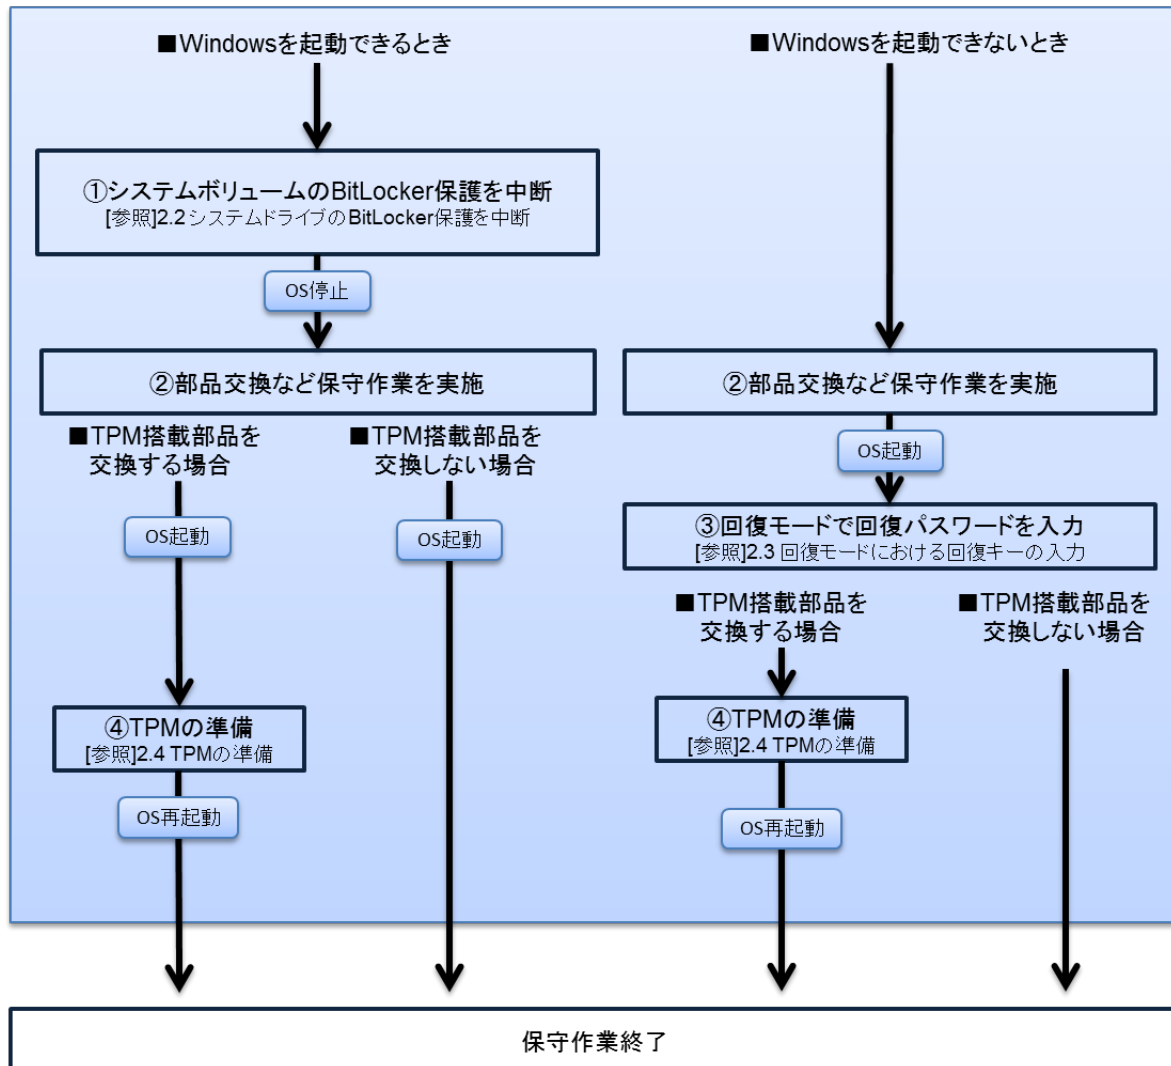 ■Windowsを起動できるとき
■Windowsを起動できないとき
①システムボリュームのBitLocker保護を中断
[参照]2.2 システムドライブのBitLocker保護を中断
OS停止
②部品交換など保守作業を実施
②部品交換など保守作業を実施
■TPM搭載部品を
交換する場合
■TPM搭載部品を
交換しない場合
OS起動
OS起動
OS起動
③回復モードで回復パスワードを入力
[参照]2.3 回復モードにおける回復キーの入力
■TPM搭載部品を
交換する場合
■TPM搭載部品を
交換しない場合
④TPMの準備
[参照]2.4 TPMの準備
④TPMの準備
[参照]2.4 TPMの準備
OS再起動
OS再起動
保守作業終了